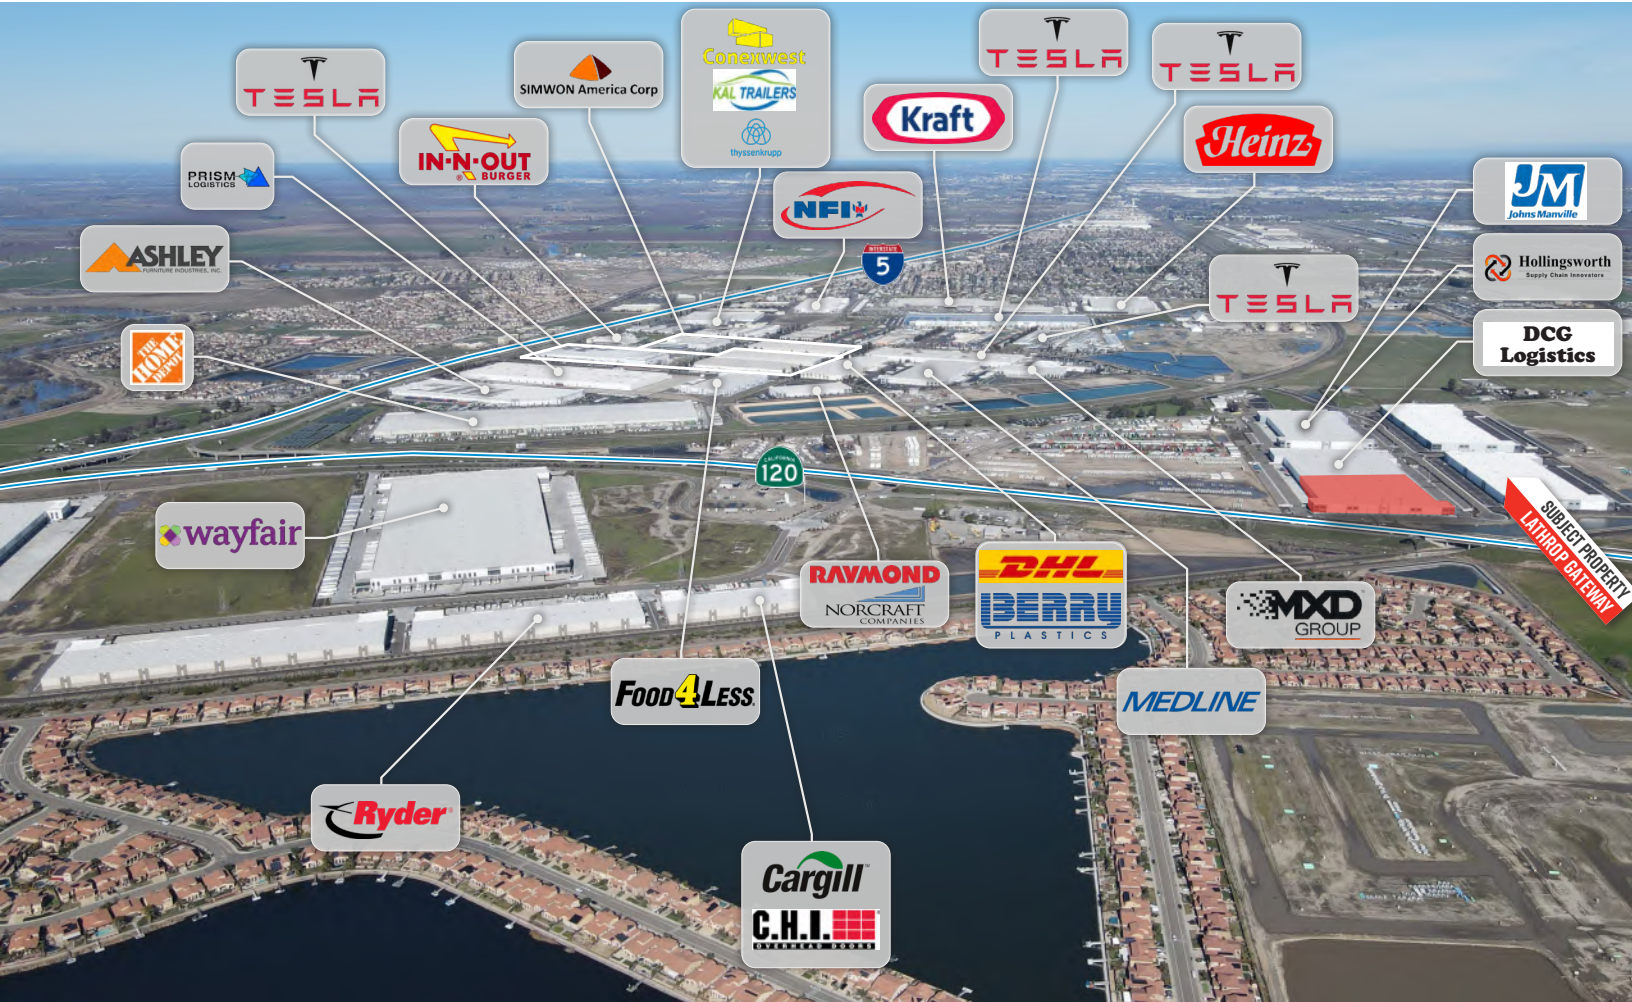 TESLA
SIMWON America Corp
Conexwest
KAL TRAILERS
thyssenkrupp
TESLA
TESLA
Kraft
IN-N-OUT
BURGER
Heinz
PRISM
LOGISTICS
NFI
JM
Johns Manville
ASHLEY
FURNITURE INDUSTRIES, INC.
INTERSTATE
5
TESLA
Hollingsworth
Supply Chain Innovators
THE
HOME
DEPOT
DCG
Logistics
CALIFORNIA
120
wayfair
SUBJECT PROPERTY
LATHROP GATEWAY
RAYMOND
NORCRAFT
COMPANIES
DHL
BERRY
PLASTICS
MXD
GROUP
FOOD 4 LESS
MEDLINE
Ryder
Cargill™
C.H.I.
OVERHEAD DOORS